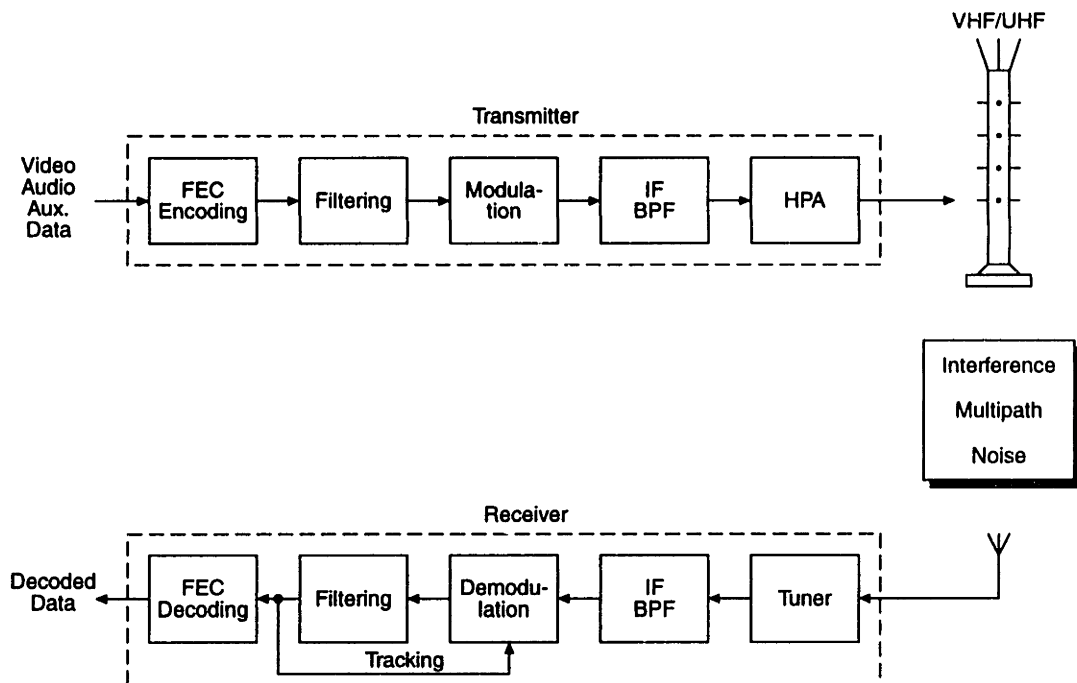 VHF/UHF
Transmitter
Video
Audio
Aux.
Data
FEC
Encoding
Filtering
Modula-
tion
IF
BPF
HPA
Interference
Multipath
Noise
Receiver
Decoded
Data
FEC
Decoding
Filtering
Demodu-
lation
IF
BPF
Tuner
Tracking